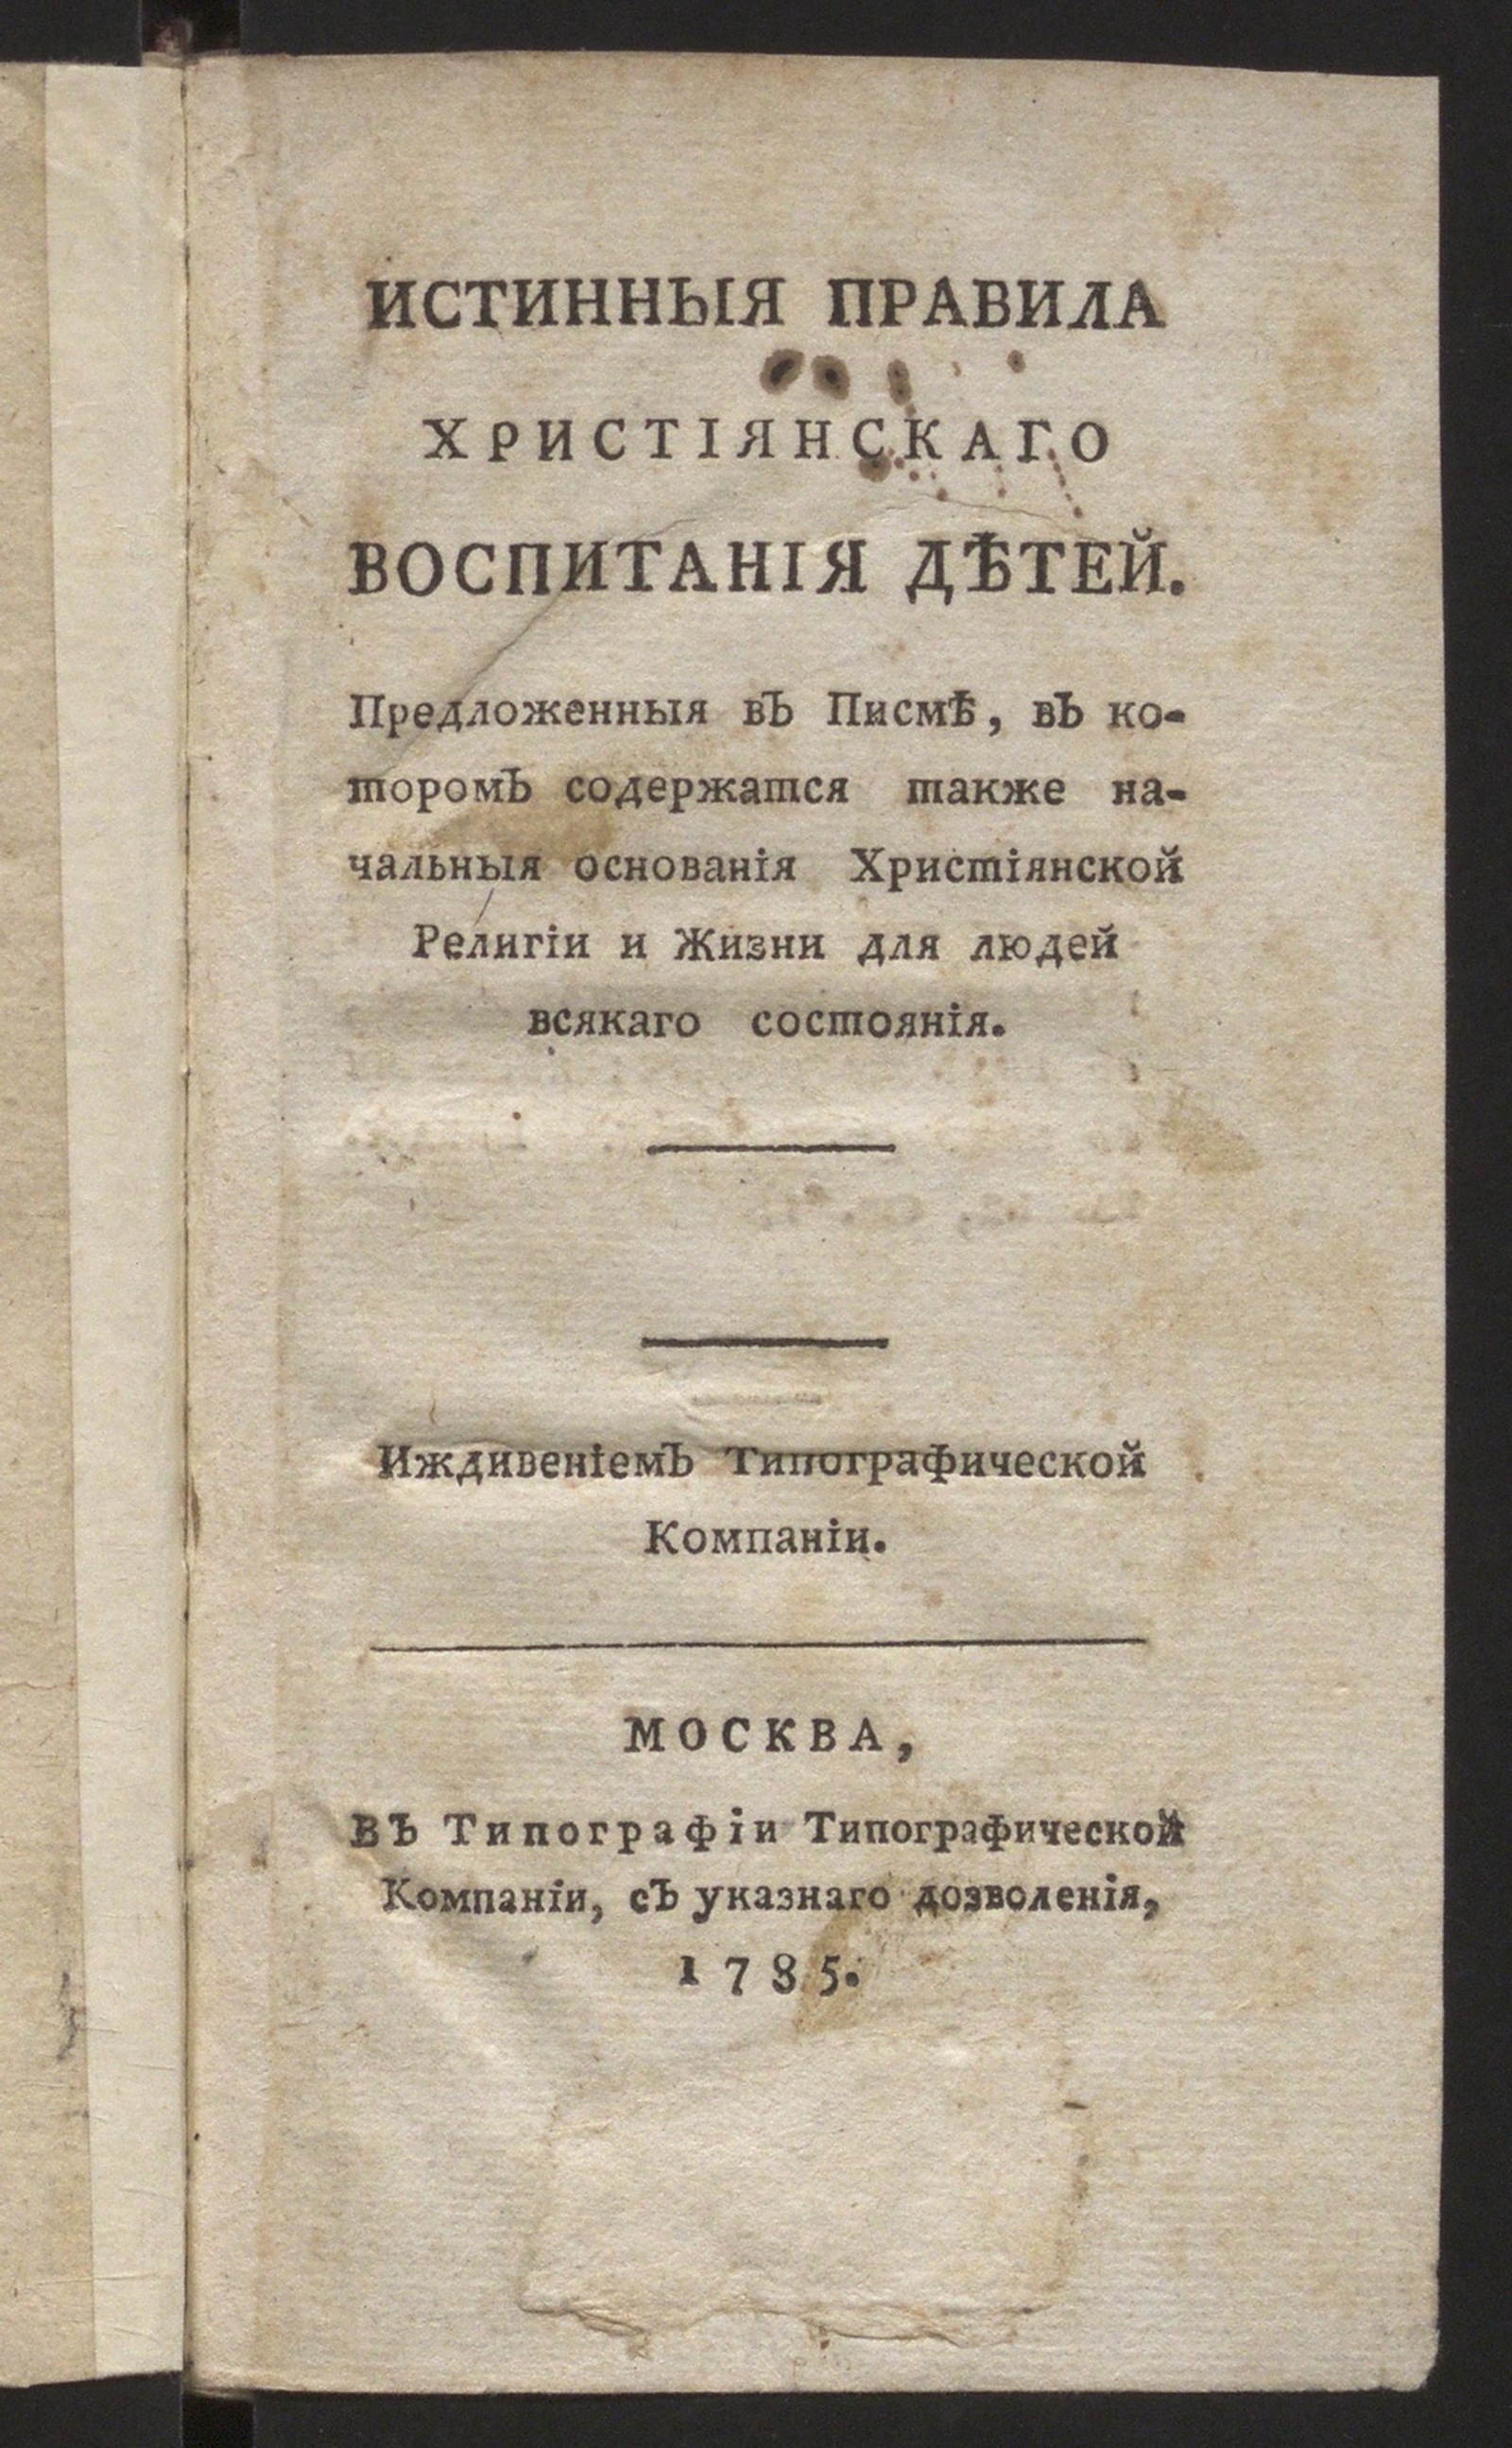 ИСТИННЫЯ ПРАВИЛА
ХРИСТІЯНСКАГО
ВОСПИТАНІЯ ДѢТЕЙ.
Предложенныя въ Писмѣ, въ ко-
торомъ содержатся также на-
чальныя основанія Христіянской
Религіи и Жизни для людей
всякаго состоянія.
Иждивеніемъ Типографической
Компаніи.
МОСКВА,
Въ Типографіи Типографической
Компаніи, съ указнаго дозволенія,
1785.